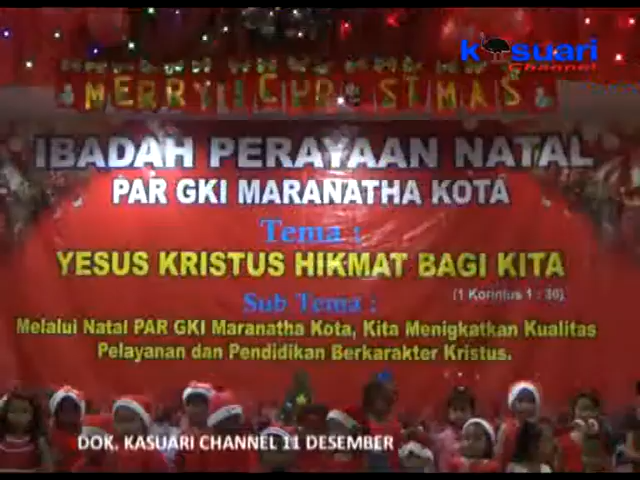 kasuari
Channel
MERRY CHRISTMAS
IBADAH PERAYAAN NATAL
PAR GKI MARANATHA KOTA
Tema :
YESUS KRISTUS HIKMAT BAGI KITA
(1 Korintus 1 : 30)
Sub Tema :
Melalui Natal PAR GKI Maranatha Kota, Kita Menigkatkan Kualitas
Pelayanan dan Pendidikan Berkarakter Kristus.
DOK. KASUARI CHANNEL 11 DESEMBER